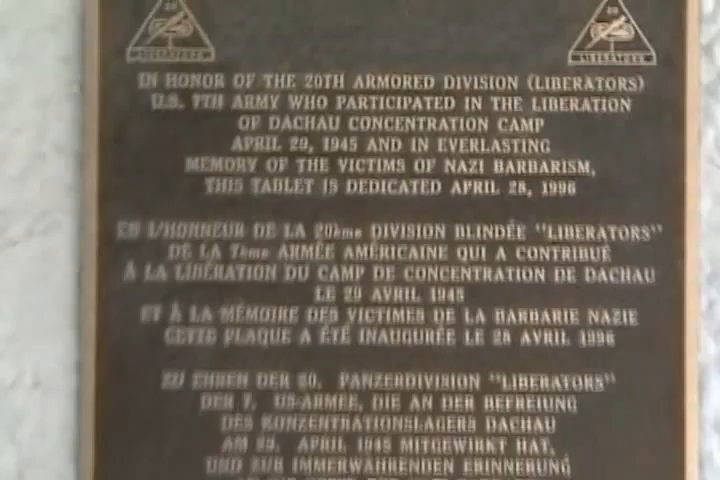 20
20
LIBERATORS
LIBERATORS
IN HONOR OF THE 20TH ARMORED DIVISION (LIBERATORS)
U.S. 7TH ARMY WHO PARTICIPATED IN THE LIBERATION
OF DACHAU CONCENTRATION CAMP
APRIL 29, 1945 AND IN EVERLASTING
MEMORY OF THE VICTIMS OF NAZI BARBARISM,
THIS TABLET IS DEDICATED APRIL 28, 1996
EN L'HONNEUR DE LA 20ème DIVISION BLINDÉE "LIBERATORS"
DE LA 7ème ARMÉE AMÉRICAINE QUI A CONTRIBUÉ
À LA LIBÉRATION DU CAMP DE CONCENTRATION DE DACHAU
LE 29 AVRIL 1945
ET À LA MÉMOIRE DES VICTIMES DE LA BARBARIE NAZIE
CETTE PLAQUE A ÉTÉ INAUGURÉE LE 28 AVRIL 1996
ZU EHREN DER 20. PANZERDIVISION "LIBERATORS"
DER 7. US-ARMEE, DIE AN DER BEFREIUNG
DES KONZENTRATIONSLAGERS DACHAU
AM 29. APRIL 1945 MITGEWIRKT HAT,
UND ZUR IMMERWÄHRENDEN ERINNERUNG